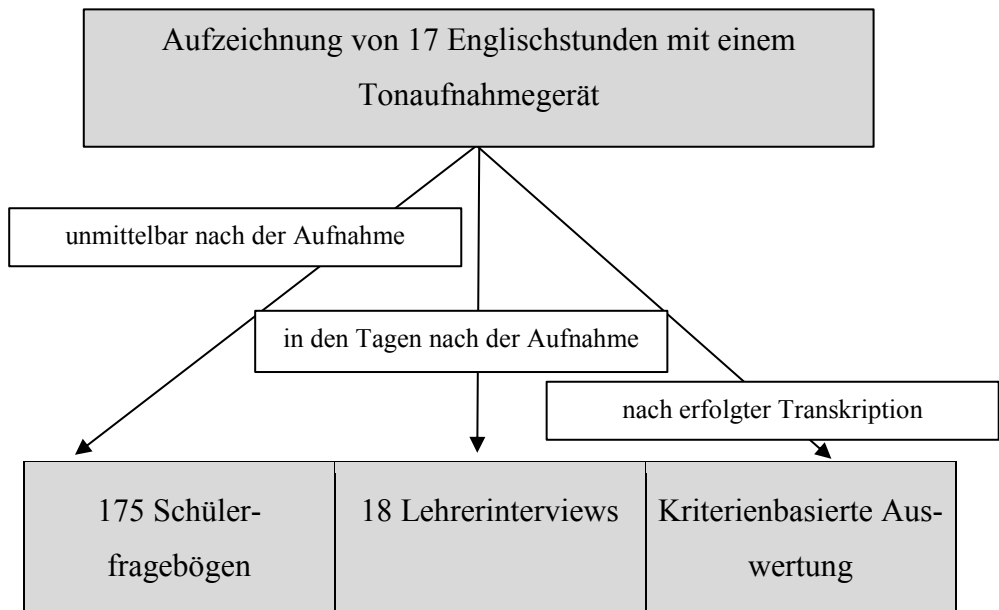 Aufzeichnung von 17 Englischstunden mit einem
Tonaufnahmegerät
unmittelbar nach der Aufnahme
in den Tagen nach der Aufnahme
nach erfolgter Transkription
175 Schüler-
fragebögen
18 Lehrerinterviews
Kriterienbasierte Aus-
wertung